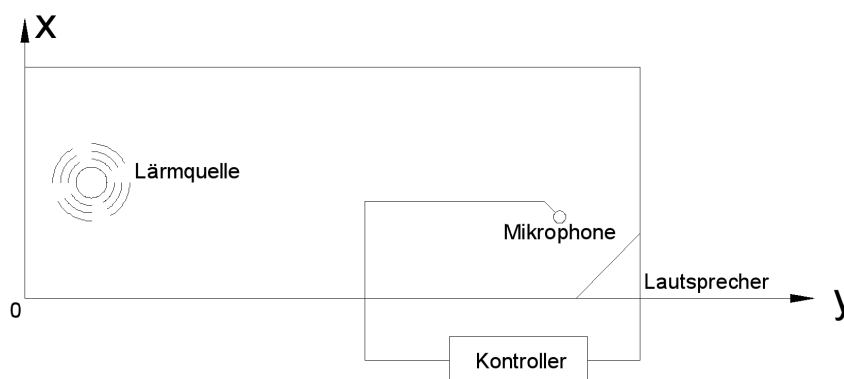 x
Lärmquelle
Mikrophone
Lautsprecher
0
y
Kontroller